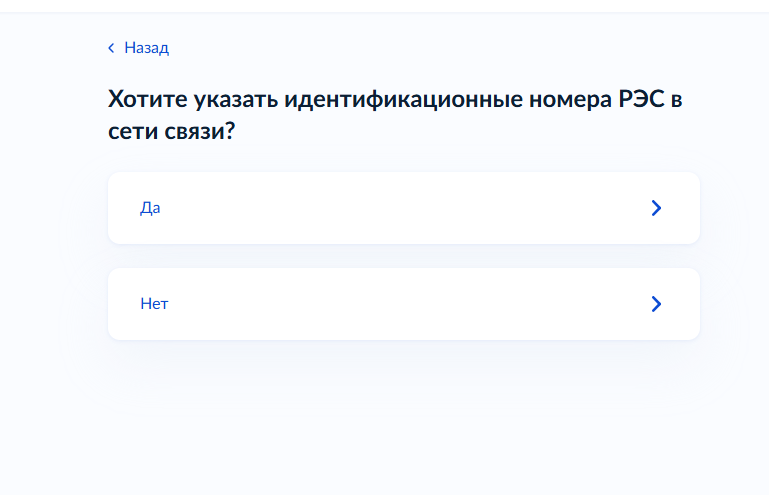 Назад
Хотите указать идентификационные номера РЭС в
сети связи?
Да
Нет